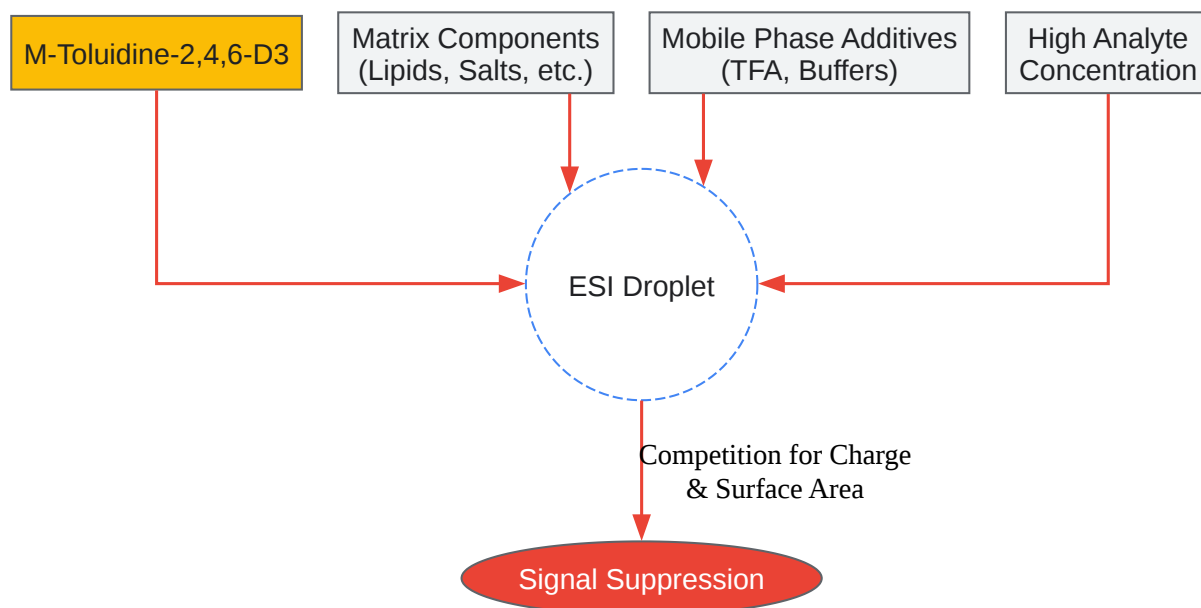 M-Toluidine-2,4,6-D3
Matrix Components
(Lipids, Salts, etc.)
Mobile Phase Additives
(TFA, Buffers)
High Analyte
Concentration
ESI Droplet
Competition for Charge
& Surface Area
Signal Suppression